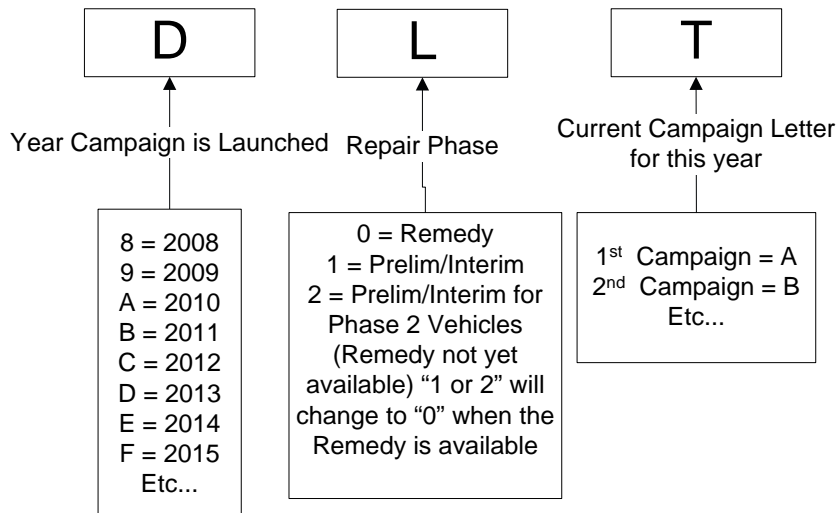 D
L
T
Year Campaign is Launched
Repair Phase
Current Campaign Letter
for this year
8 = 2008
9 = 2009
A = 2010
B = 2011
C = 2012
D = 2013
E = 2014
F = 2015
Etc...
0 = Remedy
1 = Prelim/Interim
2 = Prelim/Interim for
Phase 2 Vehicles
(Remedy not yet
available) “1 or 2” will
change to “0” when the
Remedy is available
1st Campaign = A
2nd Campaign = B
Etc...